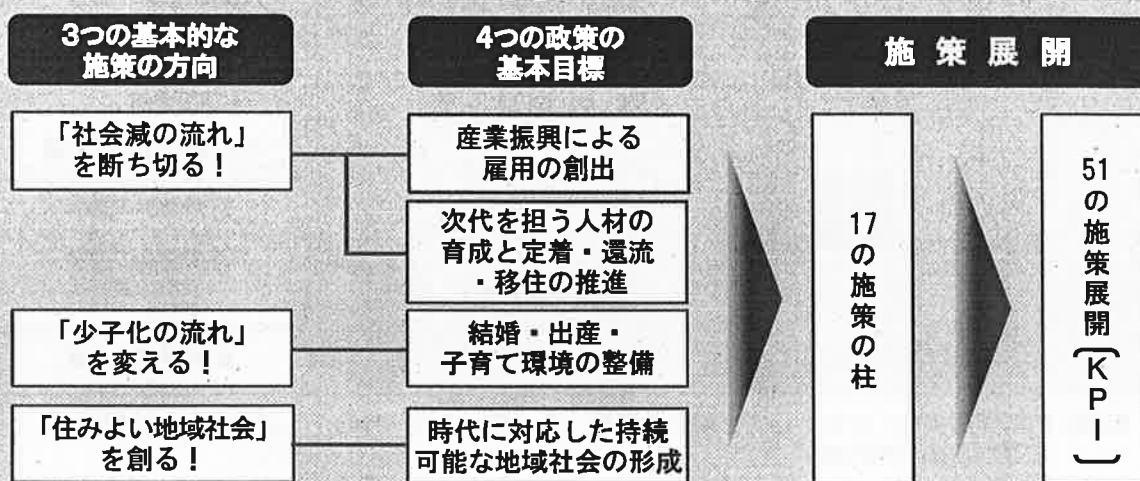 3つの基本的な
施策の方向
4つの政策の
基本目標
施策展開
「社会減の流れ」
を断ち切る!
産業振興による
雇用の創出
次代を担う人材の
育成と定着・還流
・移住の推進
「少子化の流れ」
を変える!
結婚・出産・
子育て環境の整備
「住みよい地域社会」
を創る!
時代に対応した持続
可能な地域社会の形成
17の施策の柱
51の施策展開(KPI)